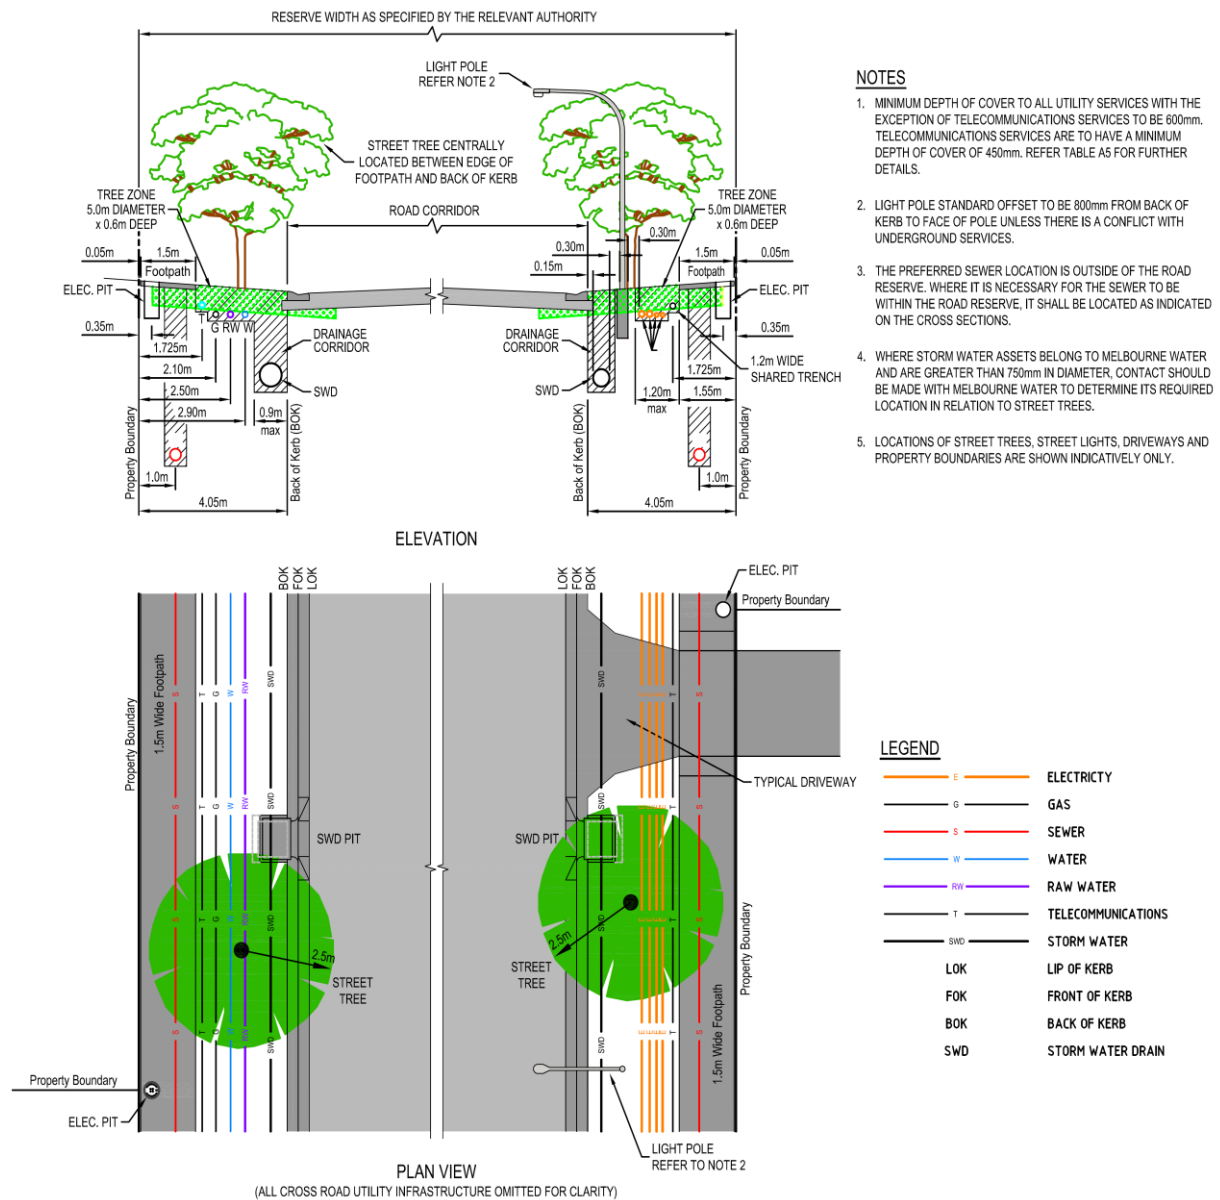 RESERVE WIDTH AS SPECIFIED BY THE RELEVANT AUTHORITY
LIGHT POLE
REFER NOTE 2
STREET TREE CENTRALLY
LOCATED BETWEEN EDGE OF
FOOTPATH AND BACK OF KERB
TREE ZONE
5.0m DIAMETER
x 0.6m DEEP
ROAD CORRIDOR
TREE ZONE
5.0m DIAMETER
x 0.6m DEEP
0.30m
0.30m
0.15m
0.05m
1.5m
Footpath
1.5m
Footpath
0.05m
ELEC. PIT
ELEC. PIT
G RW W
0.35m
1.725m
2.10m
2.50m
2.90m
0.9m
max
DRAINAGE
CORRIDOR
SWD
DRAINAGE
CORRIDOR
SWD
0.35m
1.2m WIDE
SHARED TRENCH
1.725m
1.20m
max
1.55m
Property Boundary
Back of Kerb (BOK)
Back of Kerb (BOK)
Property Boundary
1.0m
1.0m
4.05m
4.05m
ELEVATION
NOTES
1. MINIMUM DEPTH OF COVER TO ALL UTILITY SERVICES WITH THE
EXCEPTION OF TELECOMMUNICATIONS SERVICES TO BE 600mm.
TELECOMMUNICATIONS SERVICES ARE TO HAVE A MINIMUM
DEPTH OF COVER OF 450mm. REFER TABLE A5 FOR FURTHER
DETAILS.
2. LIGHT POLE STANDARD OFFSET TO BE 800mm FROM BACK OF
KERB TO FACE OF POLE UNLESS THERE IS A CONFLICT WITH
UNDERGROUND SERVICES.
3. THE PREFERRED SEWER LOCATION IS OUTSIDE OF THE ROAD
RESERVE. WHERE IT IS NECESSARY FOR THE SEWER TO BE
WITHIN THE ROAD RESERVE, IT SHALL BE LOCATED AS INDICATED
ON THE CROSS SECTIONS.
4. WHERE STORM WATER ASSETS BELONG TO MELBOURNE WATER
AND ARE GREATER THAN 750mm IN DIAMETER, CONTACT SHOULD
BE MADE WITH MELBOURNE WATER TO DETERMINE ITS REQUIRED
LOCATION IN RELATION TO STREET TREES.
5. LOCATIONS OF STREET TREES, STREET LIGHTS, DRIVEWAYS AND
PROPERTY BOUNDARIES ARE SHOWN INDICATIVELY ONLY.
BOK FOK LOK
LOK FOK BOK
ELEC. PIT
Property Boundary
S T G W RW SWD
SWD T S
Property Boundary
1.5m Wide Footpath
TYPICAL DRIVEWAY
S T G W RW SWD
SWD E E E E T S
SWD PIT
SWD PIT
S T G W RW SWD
SWD E E E E T S
2.5m
STREET
TREE
2.5m
STREET
TREE
Property Boundary
1.5m Wide Footpath
S T G W RW SWD
SWD E E E E T S
Property Boundary
ELEC. PIT
LIGHT POLE
REFER TO NOTE 2
PLAN VIEW
(ALL CROSS ROAD UTILITY INFRASTRUCTURE OMITTED FOR CLARITY)
LEGEND
E ELECTRICTY
G GAS
S SEWER
W WATER
RW RAW WATER
T TELECOMMUNICATIONS
SWD STORM WATER
LOK LIP OF KERB
FOK FRONT OF KERB
BOK BACK OF KERB
SWD STORM WATER DRAIN